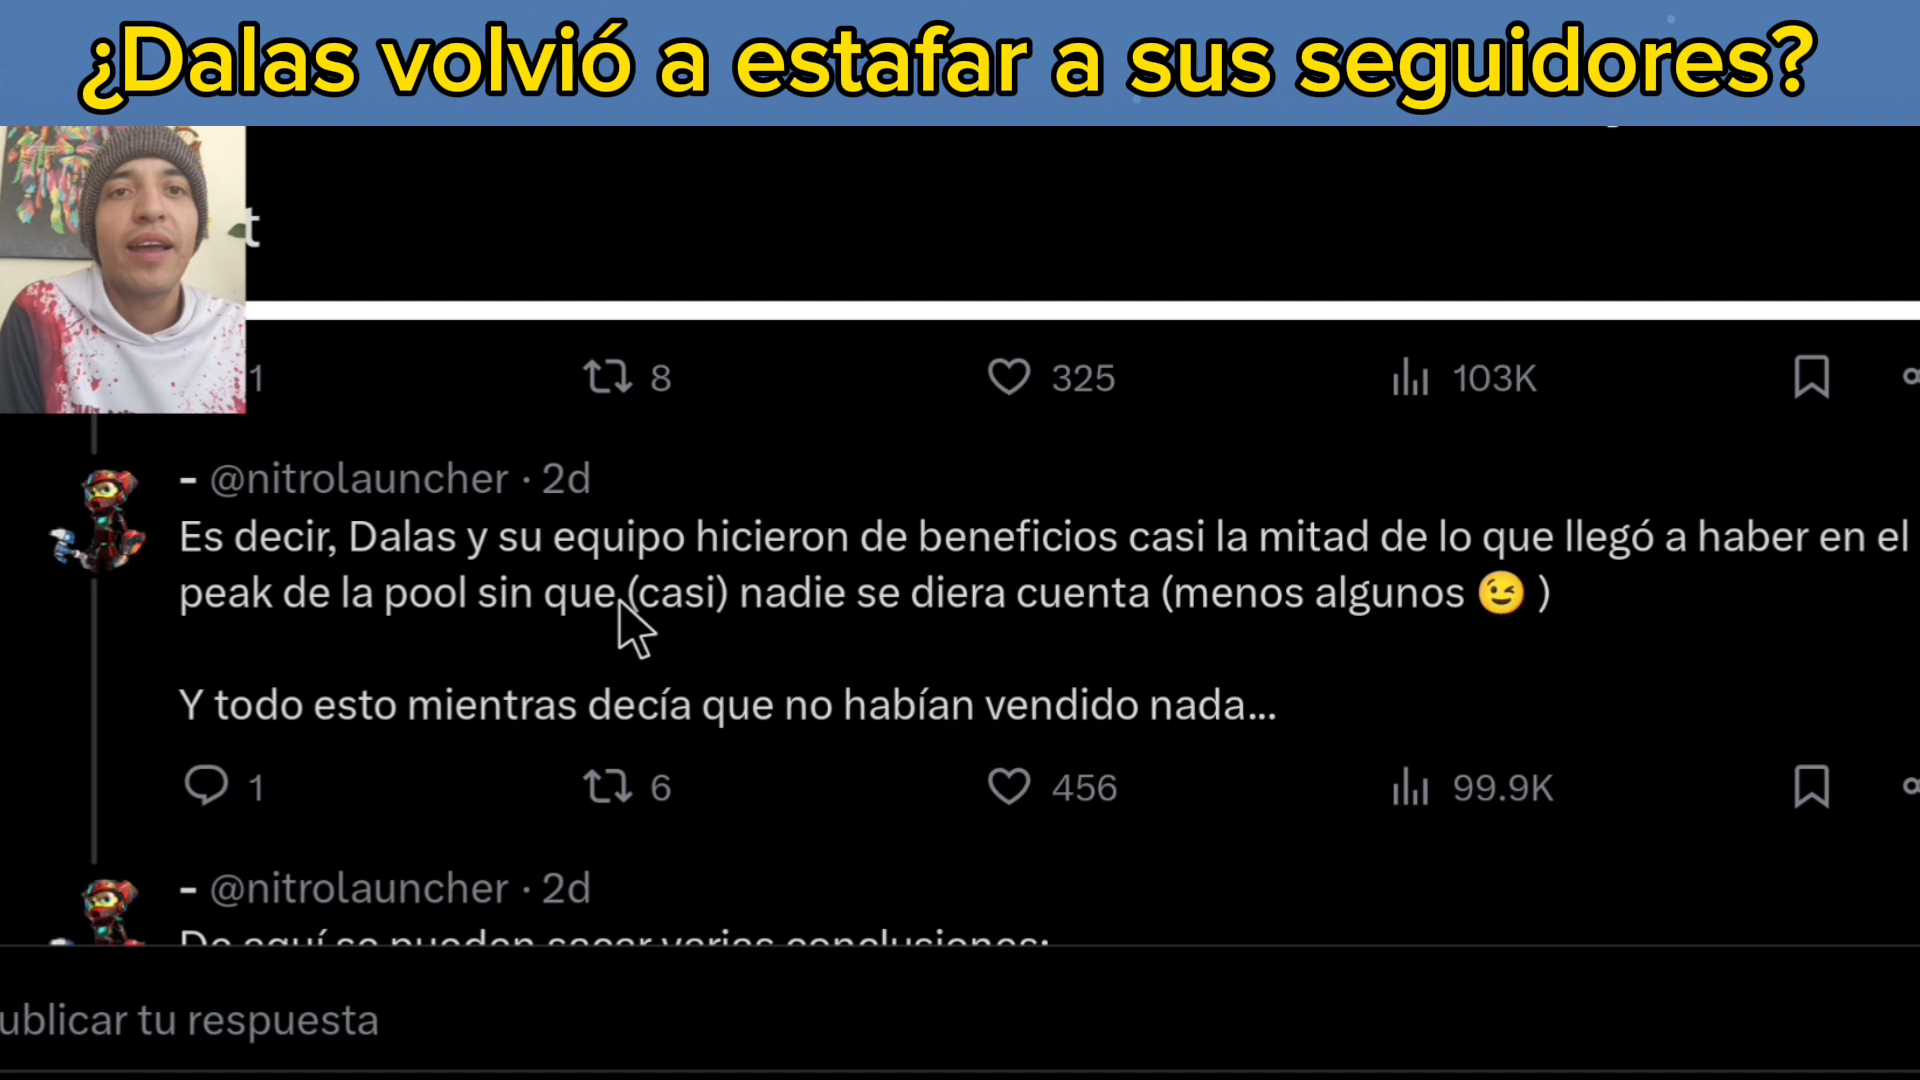 ¿Dalas volvió a estafar a sus seguidores?
t
1 8 325 103K
- @nitrolauncher · 2d
Es decir, Dalas y su equipo hicieron de beneficios casi la mitad de lo que llegó a haber en el
peak de la pool sin que (casi) nadie se diera cuenta (menos algunos 😉 )
Y todo esto mientras decía que no habían vendido nada...
1 6 456 99.9K
- @nitrolauncher · 2d
De aquí se pueden sacar varias conclusiones:
ublicar tu respuesta